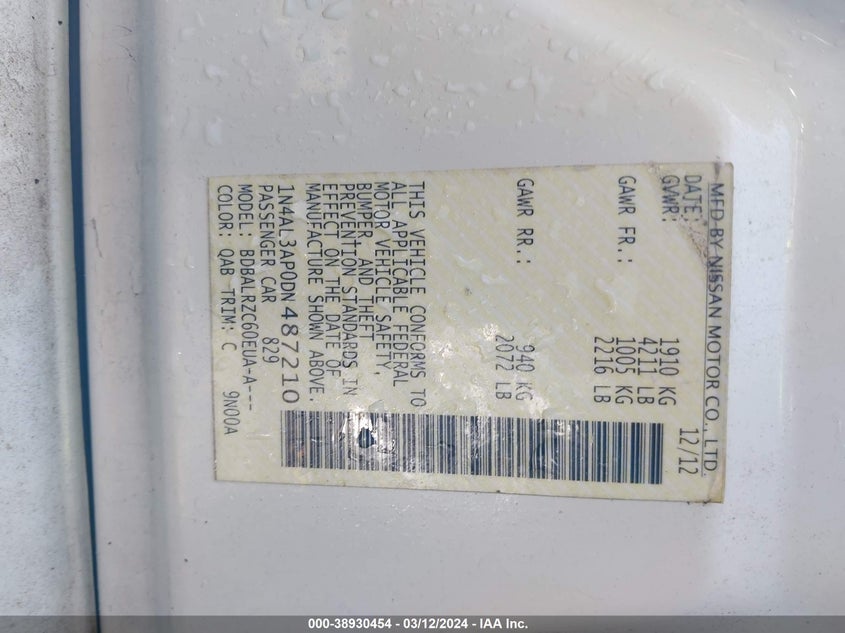 MFD BY NISSAN MOTOR CO., LTD.
DATE: 12/12
GVWR: 1910 KG
4211 LB
GAWR FR.: 1005 KG
2216 LB
GAWR RR.: 940 KG
2072 LB
THIS VEHICLE CONFORMS TO
ALL APPLICABLE FEDERAL
MOTOR VEHICLE SAFETY,
BUMPER, AND THEFT
PREVENTION STANDARDS IN
EFFECT ON THE DATE OF
MANUFACTURE SHOWN ABOVE.
1N4AL3AP0DN487210
PASSENGER CAR 829
MODEL: BDBALRZC60EUA-A---
COLOR: QAB TRIM: C 9N00A
000-38930454 - 03/12/2024 - IAA Inc.